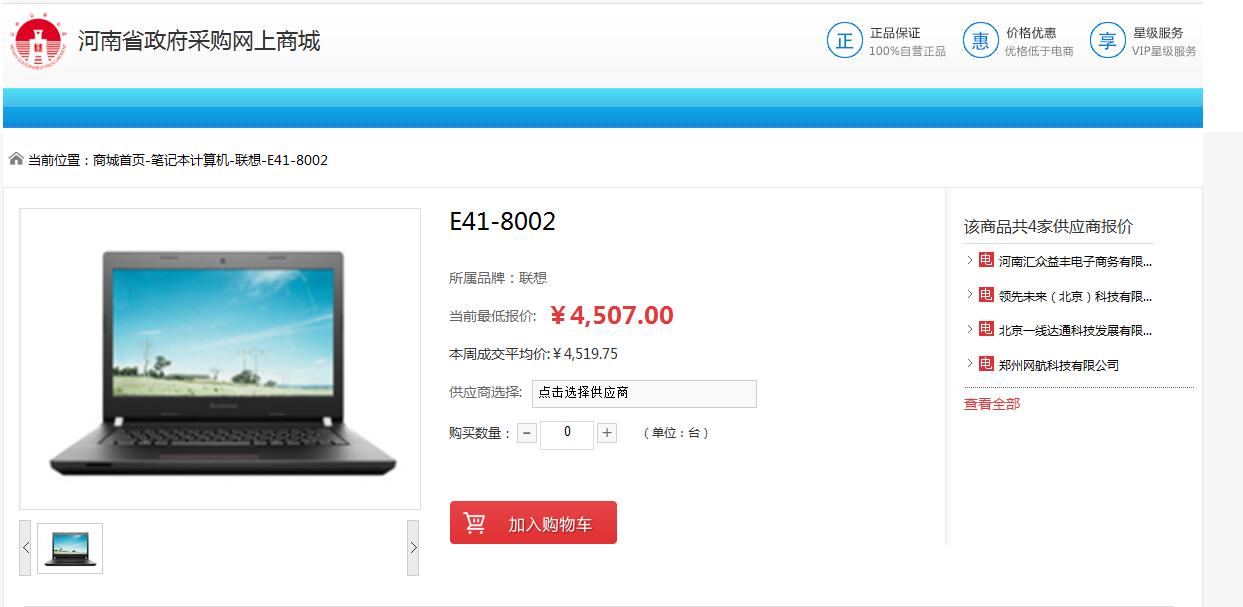 河南省政府采购网上商城
正 正品保证
100%自营正品
惠 价格优惠
优格低于电商
享 星级服务
VIP星级服务
当前位置：商城首页-笔记本计算机-联想-E41-8002
E41-8002
所属品牌：联想
当前最低报价: ￥4,507.00
本周成交平均价:￥4,519.75
供应商选择: 点击选择供应商
购买数量： − 0 + （单位：台）
加入购物车
该商品共4家供应商报价
电 河南汇众益丰电子商务有限...
电 领先未来（北京）科技有限...
电 北京一线达通科技发展有限...
电 郑州网航科技有限公司
查看全部